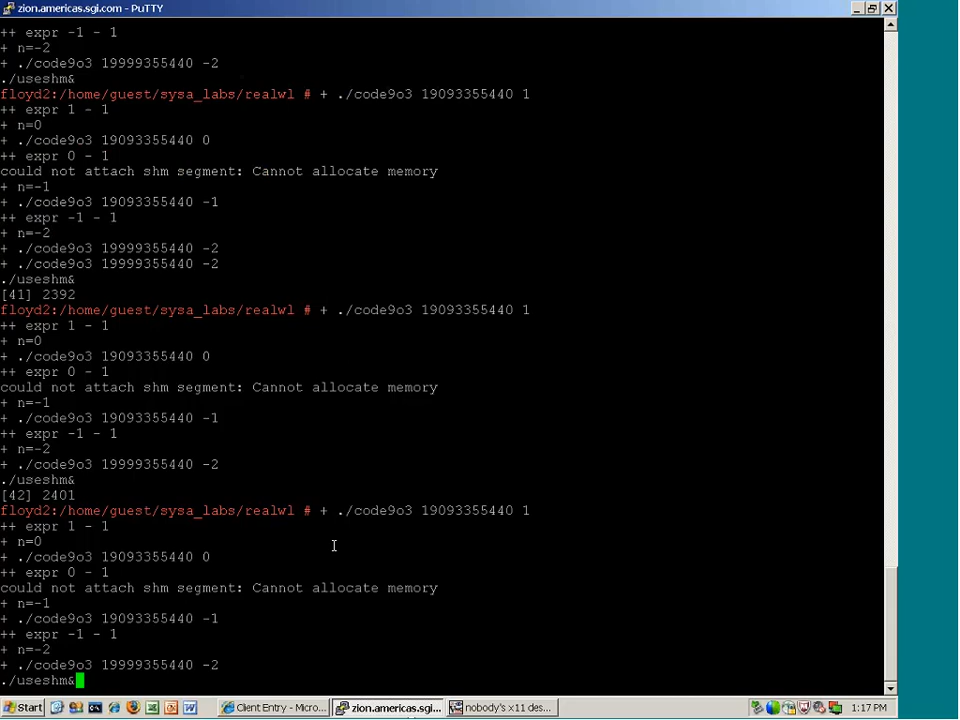 zion.americas.sgi.com - PuTTY
++ expr -1 - 1
+ n=-2
+ ./code9o3 19999355440 -2
./useshm&
floyd2:/home/guest/sysa_labs/realwl # + ./code9o3 19093355440 1
++ expr 1 - 1
+ n=0
+ ./code9o3 19093355440 0
++ expr 0 - 1
could not attach shm segment: Cannot allocate memory
+ n=-1
+ ./code9o3 19093355440 -1
++ expr -1 - 1
+ n=-2
+ ./code9o3 19999355440 -2
+ ./code9o3 19999355440 -2
./useshm&
[41] 2392
floyd2:/home/guest/sysa_labs/realwl # + ./code9o3 19093355440 1
++ expr 1 - 1
+ n=0
+ ./code9o3 19093355440 0
++ expr 0 - 1
could not attach shm segment: Cannot allocate memory
+ n=-1
+ ./code9o3 19093355440 -1
++ expr -1 - 1
+ n=-2
+ ./code9o3 19999355440 -2
./useshm&
[42] 2401
floyd2:/home/guest/sysa_labs/realwl # + ./code9o3 19093355440 1
++ expr 1 - 1
+ n=0
+ ./code9o3 19093355440 0
++ expr 0 - 1
could not attach shm segment: Cannot allocate memory
+ n=-1
+ ./code9o3 19093355440 -1
++ expr -1 - 1
+ n=-2
+ ./code9o3 19999355440 -2
./useshm&
Start Client Entry - Micro... zion.americas.sgi.com... nobody's x11 des... 1:17 PM